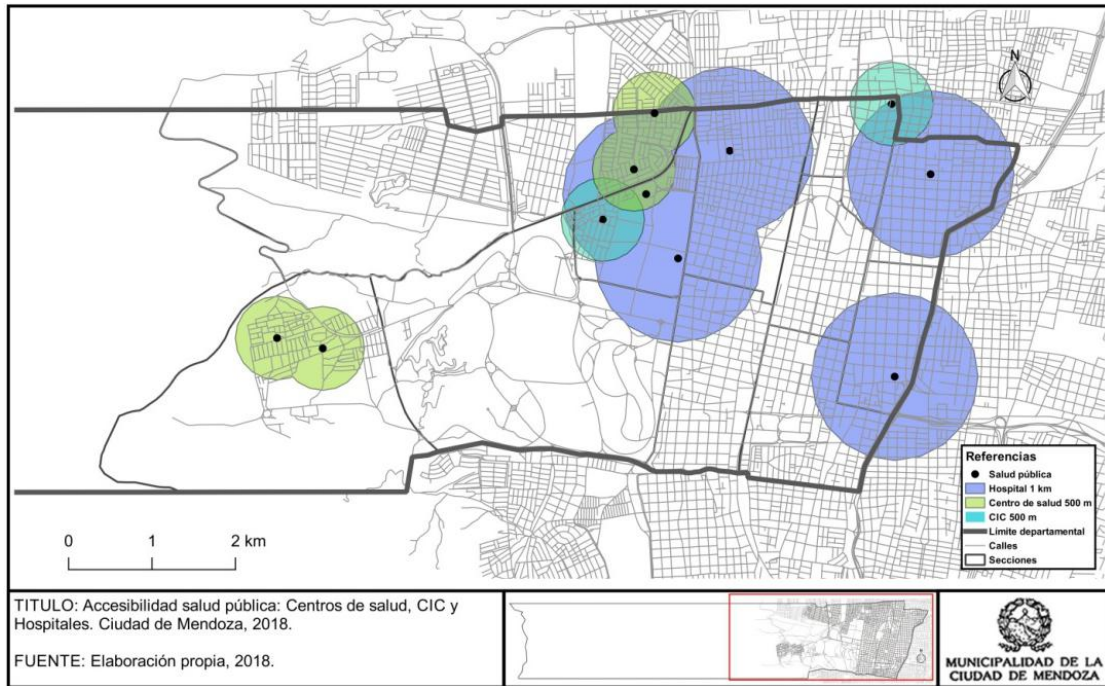 N
Referencias
Salud pública
Hospital 1 km
Centro de salud 500 m
CIC 500 m
Limite departamental
Calles
Secciones
0 1 2 km
TITULO: Accesibilidad salud pública: Centros de salud, CIC y
Hospitales. Ciudad de Mendoza, 2018.
FUENTE: Elaboración propia, 2018.
MUNICIPALIDAD DE LA
CIUDAD DE MENDOZA